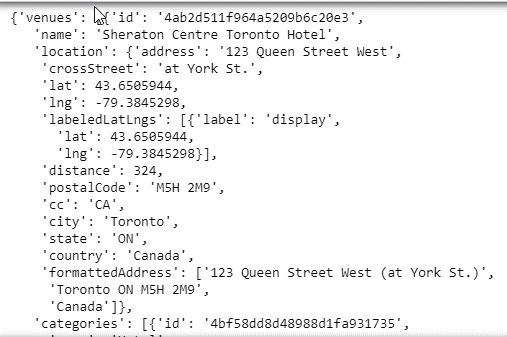 {'venues': [{'id': '4ab2d511f964a5209b6c20e3',
'name': 'Sheraton Centre Toronto Hotel',
'location': {'address': '123 Queen Street West',
'crossStreet': 'at York St.',
'lat': 43.6505944,
'lng': -79.3845298,
'labeledLatLngs': [{'label': 'display',
'lat': 43.6505944,
'lng': -79.3845298}],
'distance': 324,
'postalCode': 'M5H 2M9',
'cc': 'CA',
'city': 'Toronto',
'state': 'ON',
'country': 'Canada',
'formattedAddress': ['123 Queen Street West (at York St.)',
'Toronto ON M5H 2M9',
'Canada']},
'categories': [{'id': '4bf58dd8d48988d1fa931735',